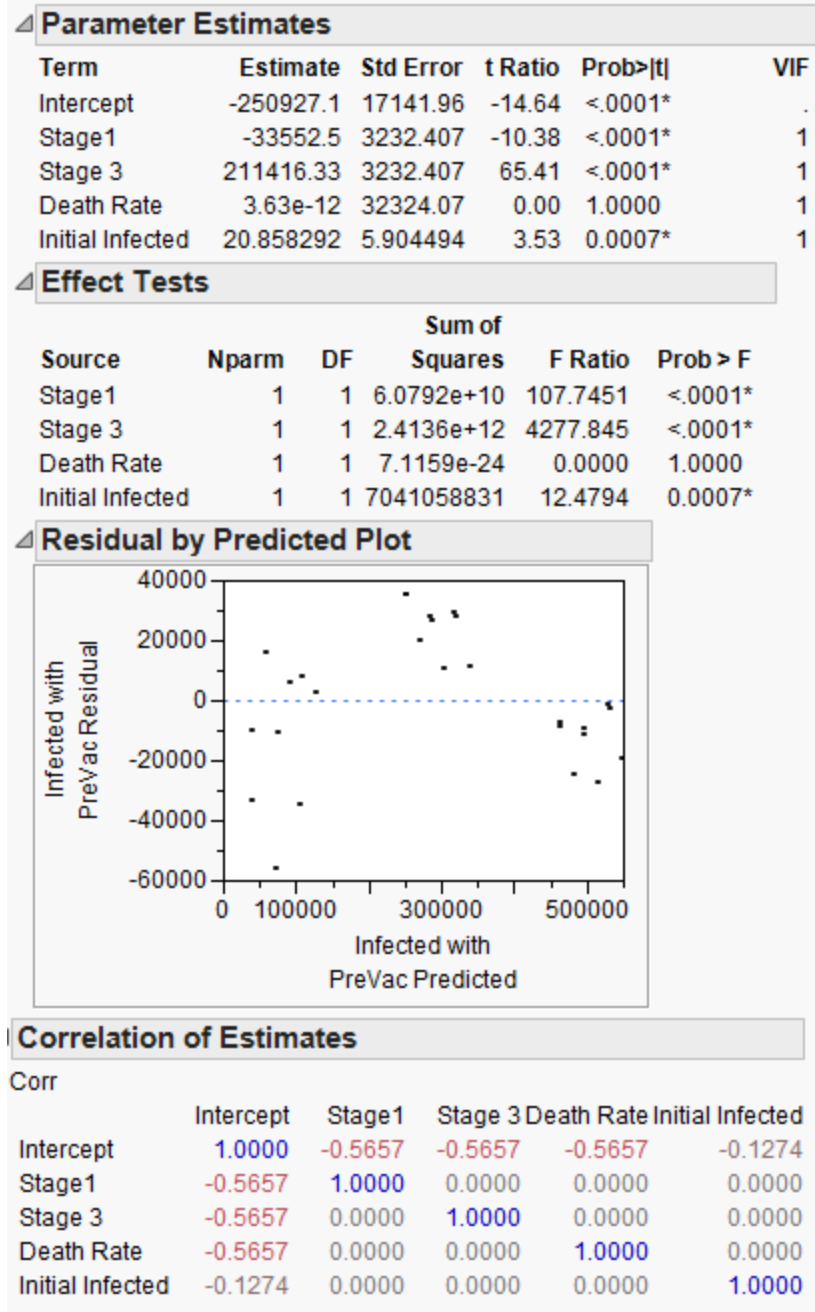 Parameter Estimates
Term Estimate Std Error t Ratio Prob>|t| VIF
Intercept -250927.1 17141.96 -14.64 <.0001* .
Stage1 -33552.5 3232.407 -10.38 <.0001* 1
Stage 3 211416.33 3232.407 65.41 <.0001* 1
Death Rate 3.63e-12 32324.07 0.00 1.0000 1
Initial Infected 20.858292 5.904494 3.53 0.0007* 1
Effect Tests
Sum of
Source Nparm DF Squares F Ratio Prob > F
Stage1 1 1 6.0792e+10 107.7451 <.0001*
Stage 3 1 1 2.4136e+12 4277.845 <.0001*
Death Rate 1 1 7.1159e-24 0.0000 1.0000
Initial Infected 1 1 7041058831 12.4794 0.0007*
Residual by Predicted Plot
40000
20000
0
-20000
-40000
-60000
Infected with
PreVac Residual
0 100000 300000 500000
Infected with
PreVac Predicted
Correlation of Estimates
Corr
Intercept Stage1 Stage 3 Death Rate Initial Infected
Intercept 1.0000 -0.5657 -0.5657 -0.5657 -0.1274
Stage1 -0.5657 1.0000 0.0000 0.0000 0.0000
Stage 3 -0.5657 0.0000 1.0000 0.0000 0.0000
Death Rate -0.5657 0.0000 0.0000 1.0000 0.0000
Initial Infected -0.1274 0.0000 0.0000 0.0000 1.0000